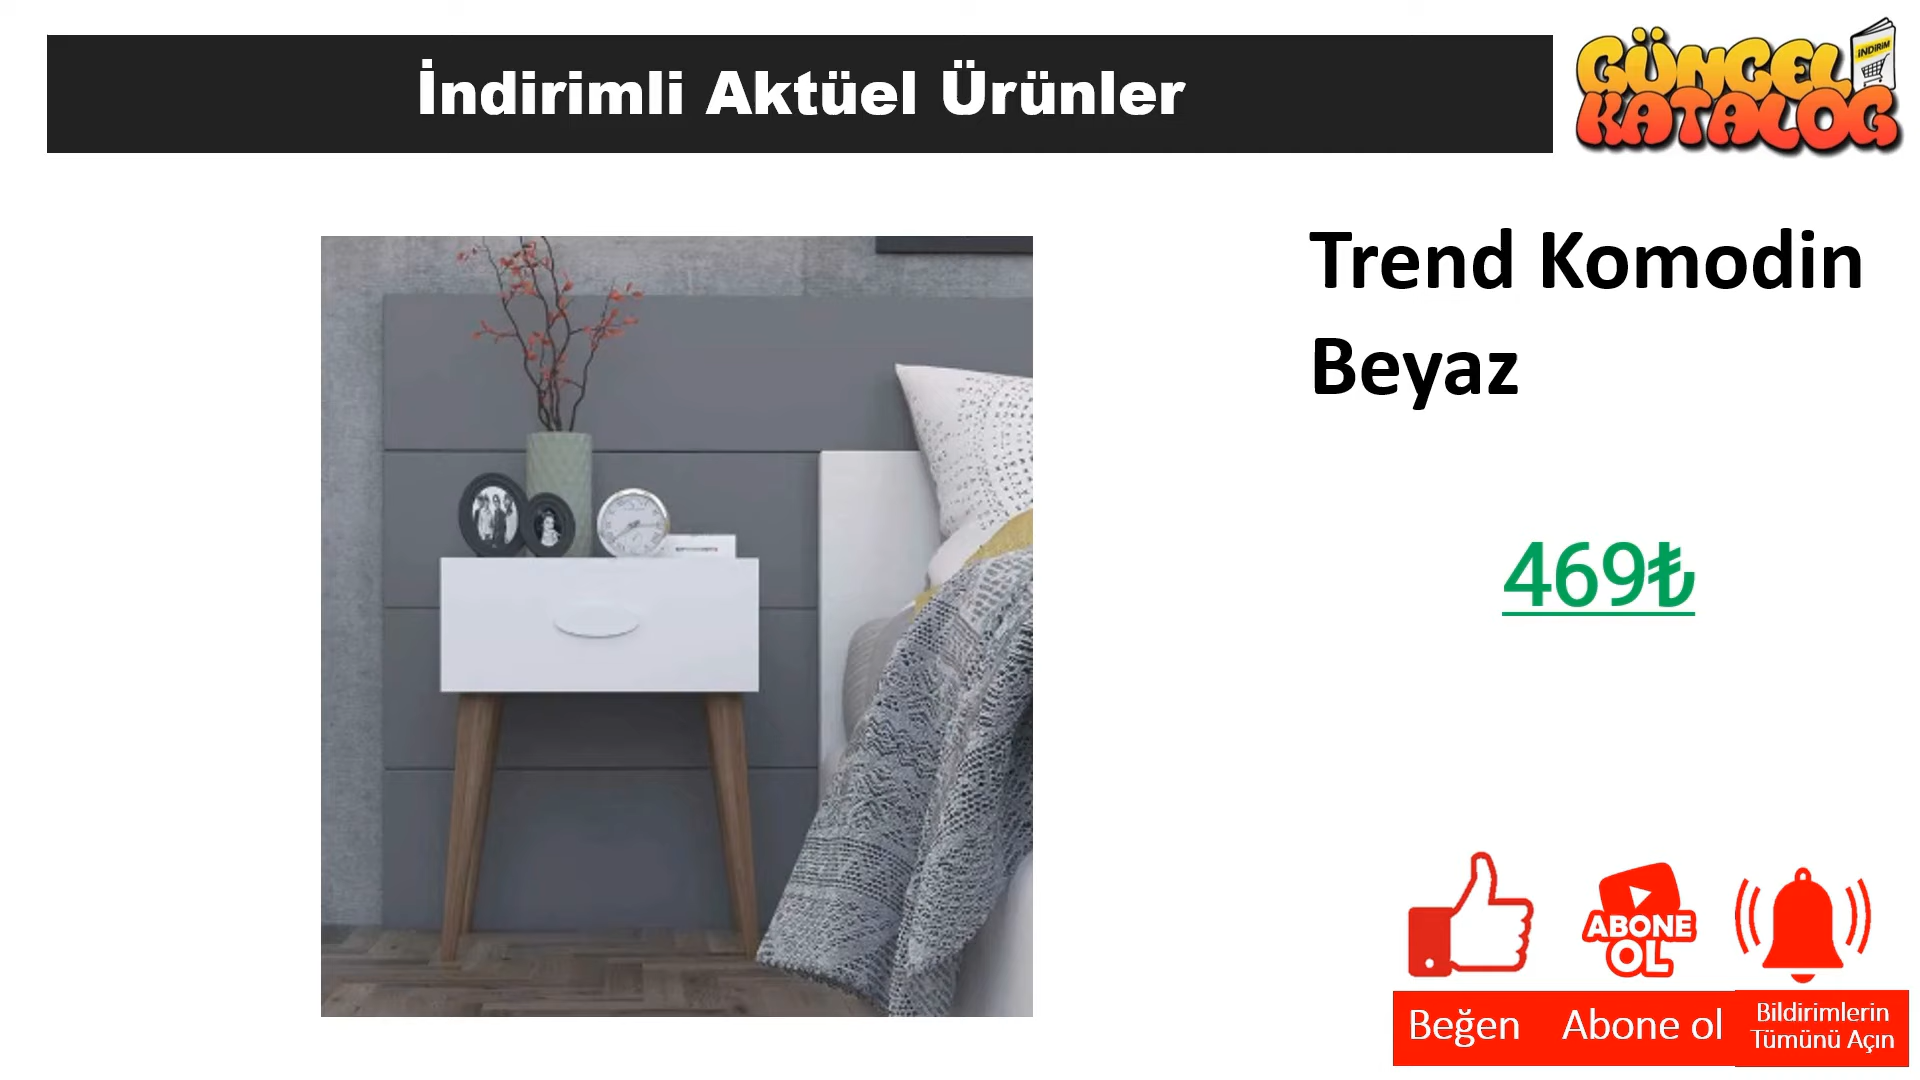 İndirimli Aktüel Ürünler
GÜNCEL
İNDİRİM
KATALOG
Trend Komodin
Beyaz
469₺
ABONE
OL
Beğen
Abone ol
Bildirimlerin
Tümünü Açın